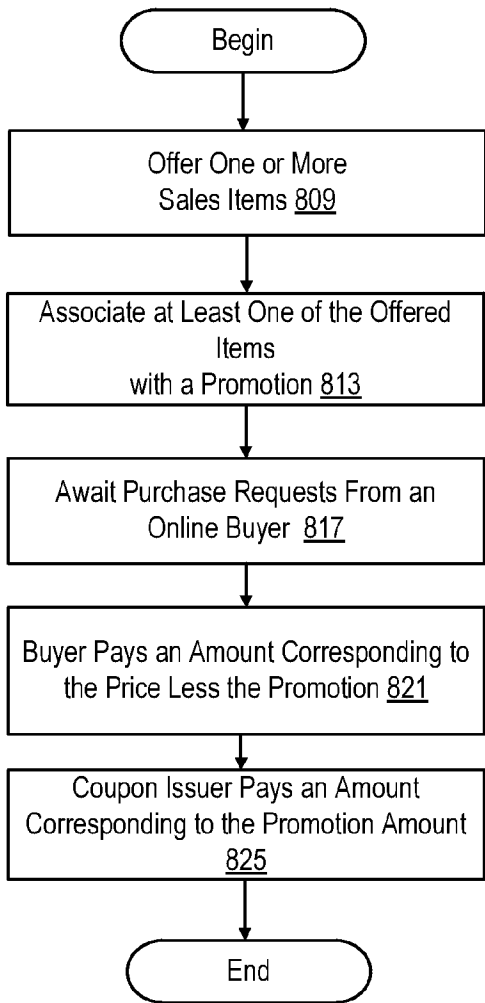 Begin
Offer One or More
Sales Items 809
Associate at Least One of the Offered
Items
with a Promotion 813
Await Purchase Requests From an
Online Buyer 817
Buyer Pays an Amount Corresponding to
the Price Less the Promotion 821
Coupon Issuer Pays an Amount
Corresponding to the Promotion Amount
825
End